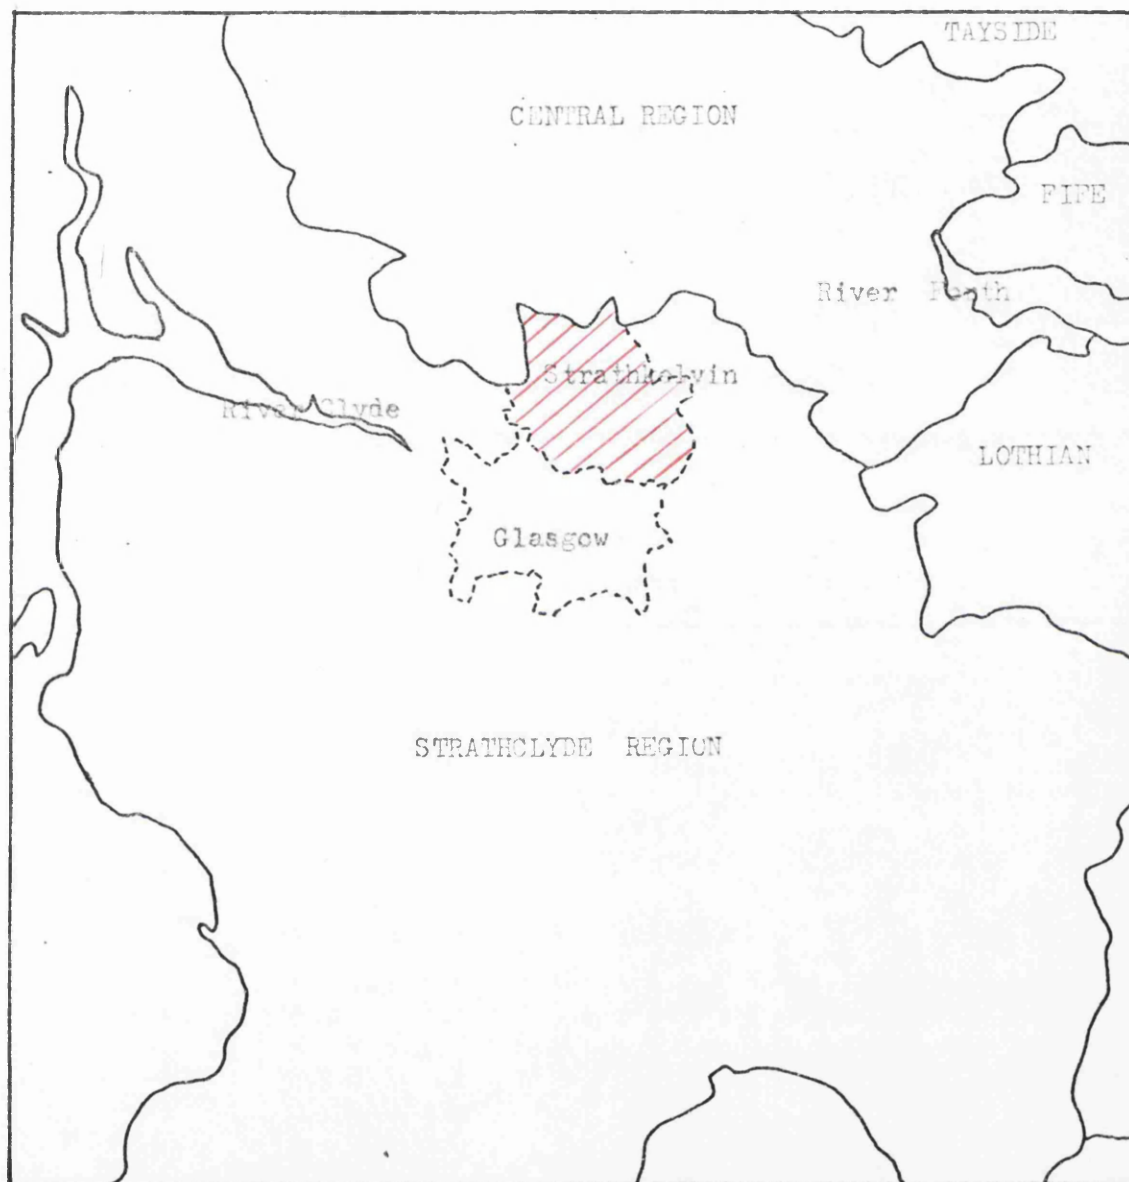 TAYSIDE
CENTRAL REGION
FIFE
River Forth
Strathkelvin
River Clyde
LOTHIAN
Glasgow
STRATHCLYDE REGION